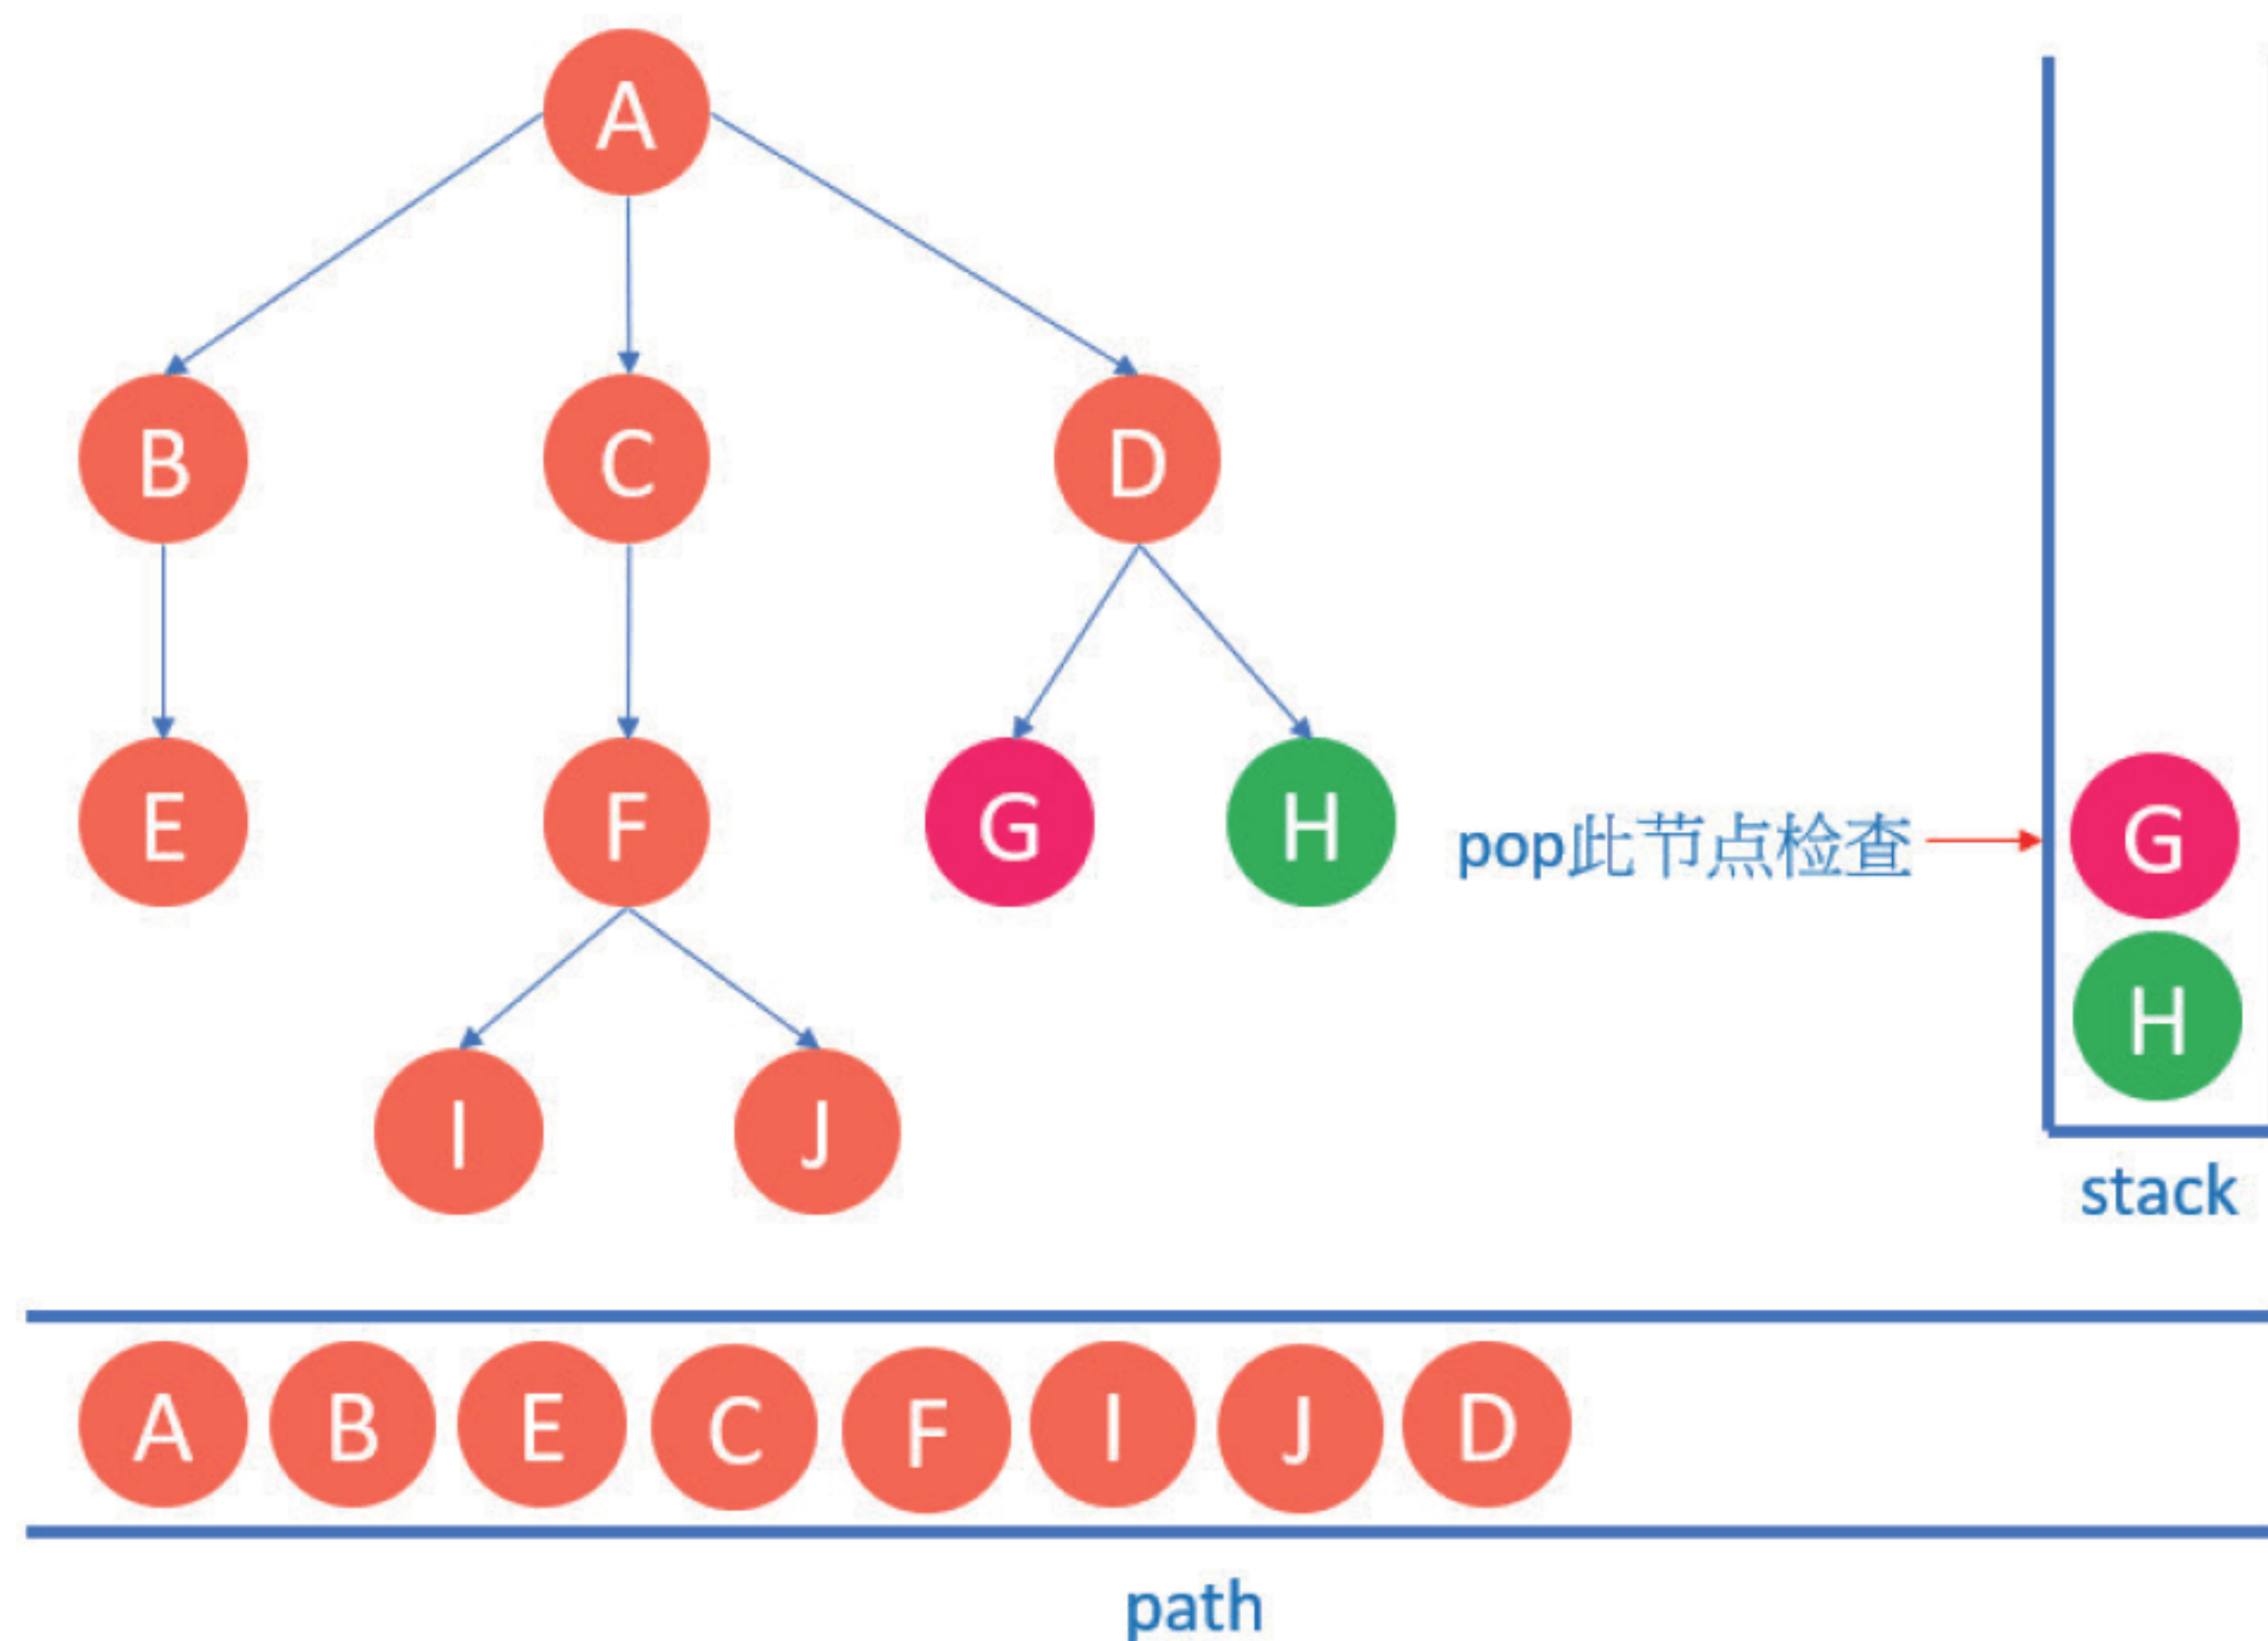 A
B C D
E F G H
pop此节点检查
G
H
I J
stack
A B E C F I J D
path